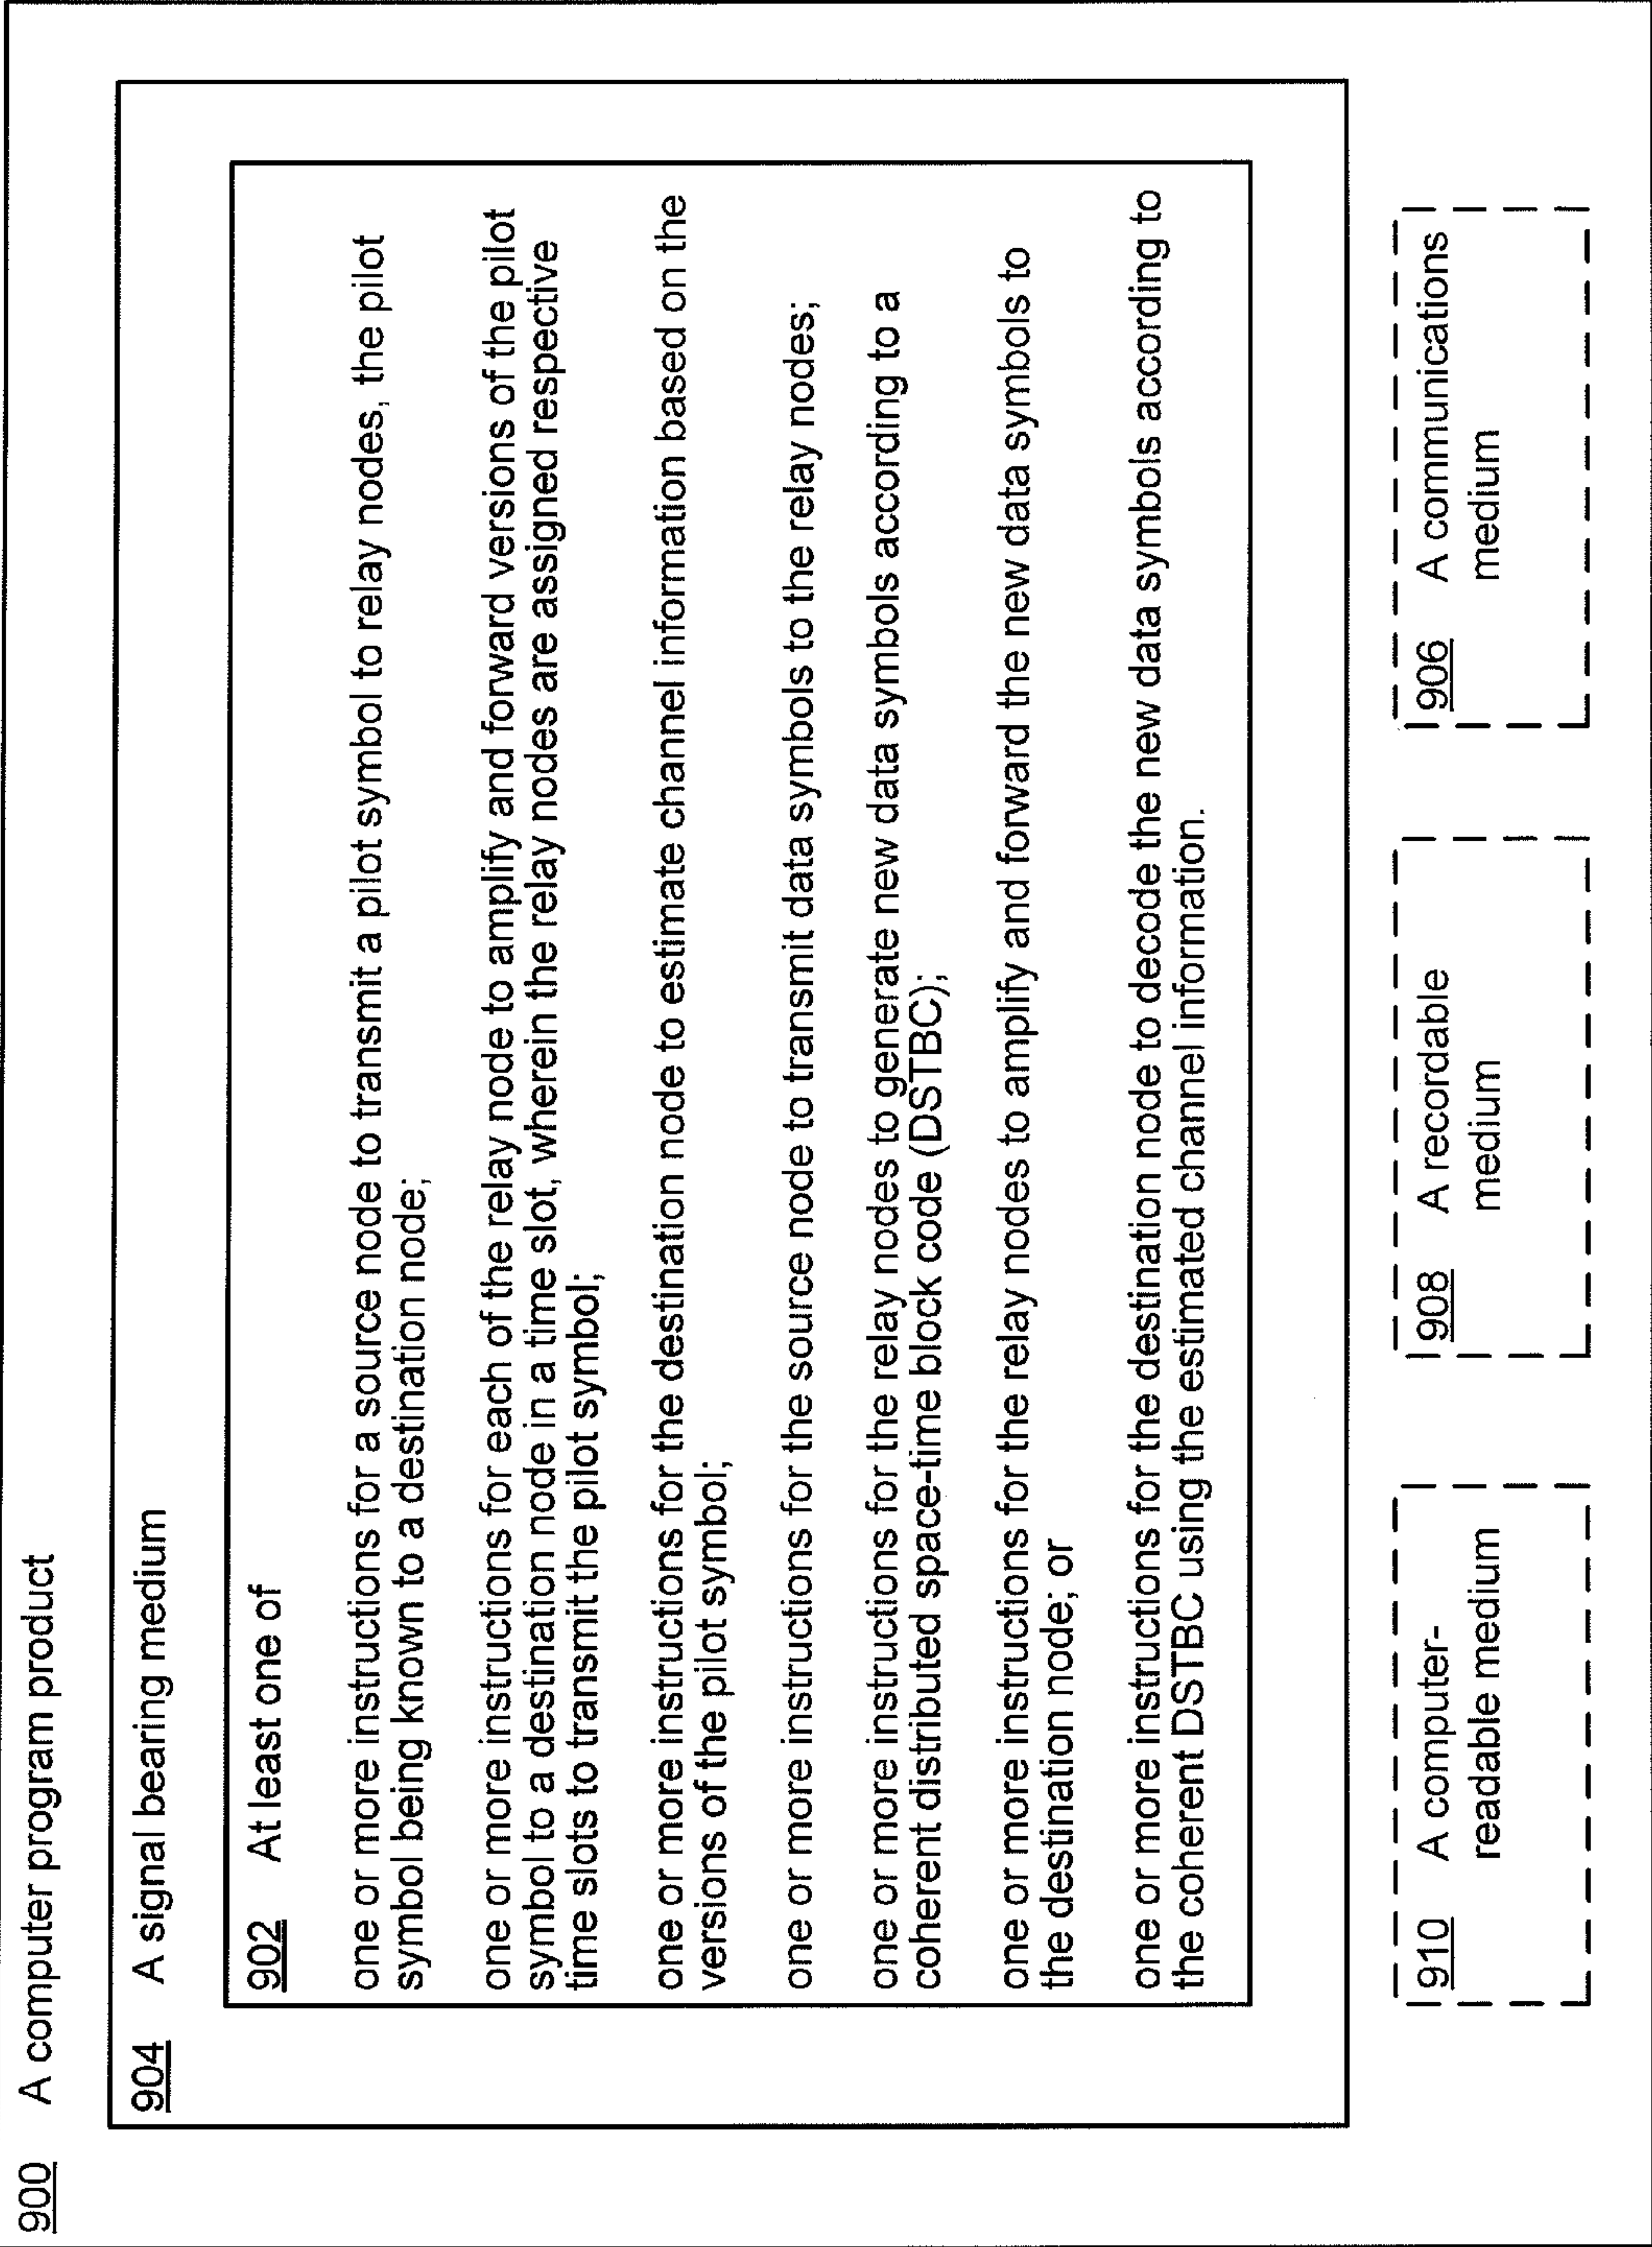 900 A computer program product
904 A signal bearing medium
902 At least one of
one or more instructions for a source node to transmit a pilot symbol to relay nodes, the pilot
symbol being known to a destination node;
one or more instructions for each of the relay node to amplify and forward versions of the pilot
symbol to a destination node in a time slot, wherein the relay nodes are assigned respective
time slots to transmit the pilot symbol;
one or more instructions for the destination node to estimate channel information based on the
versions of the pilot symbol;
one or more instructions for the source node to transmit data symbols to the relay nodes;
one or more instructions for the relay nodes to generate new data symbols according to a
coherent distributed space-time block code (DSTBC);
one or more instructions for the relay nodes to amplify and forward the new data symbols to
the destination node; or
one or more instructions for the destination node to decode the new data symbols according to
the coherent DSTBC using the estimated channel information.
910 A computer-
readable medium
908 A recordable
medium
906 A communications
medium